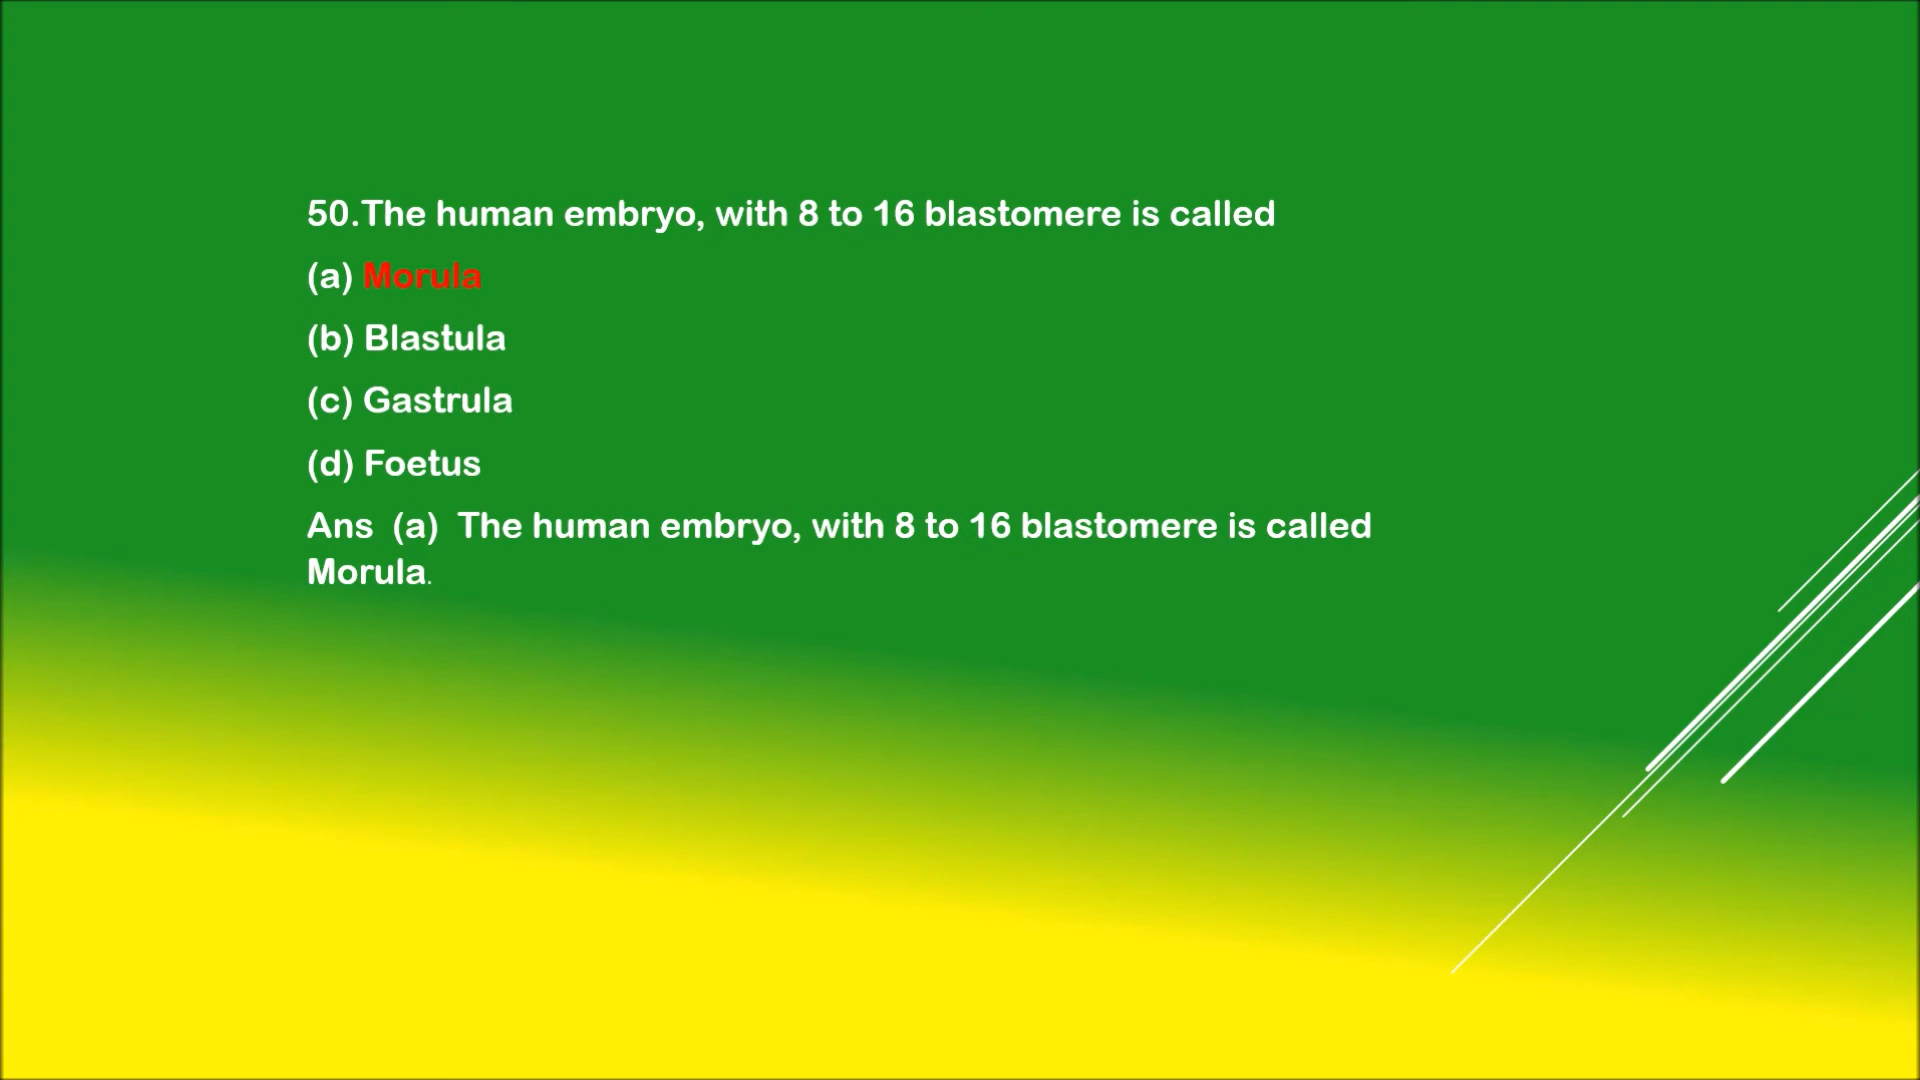 50.The human embryo, with 8 to 16 blastomere is called
(a) Morula
(b) Blastula
(c) Gastrula
(d) Foetus
Ans  (a)  The human embryo, with 8 to 16 blastomere is called
Morula.